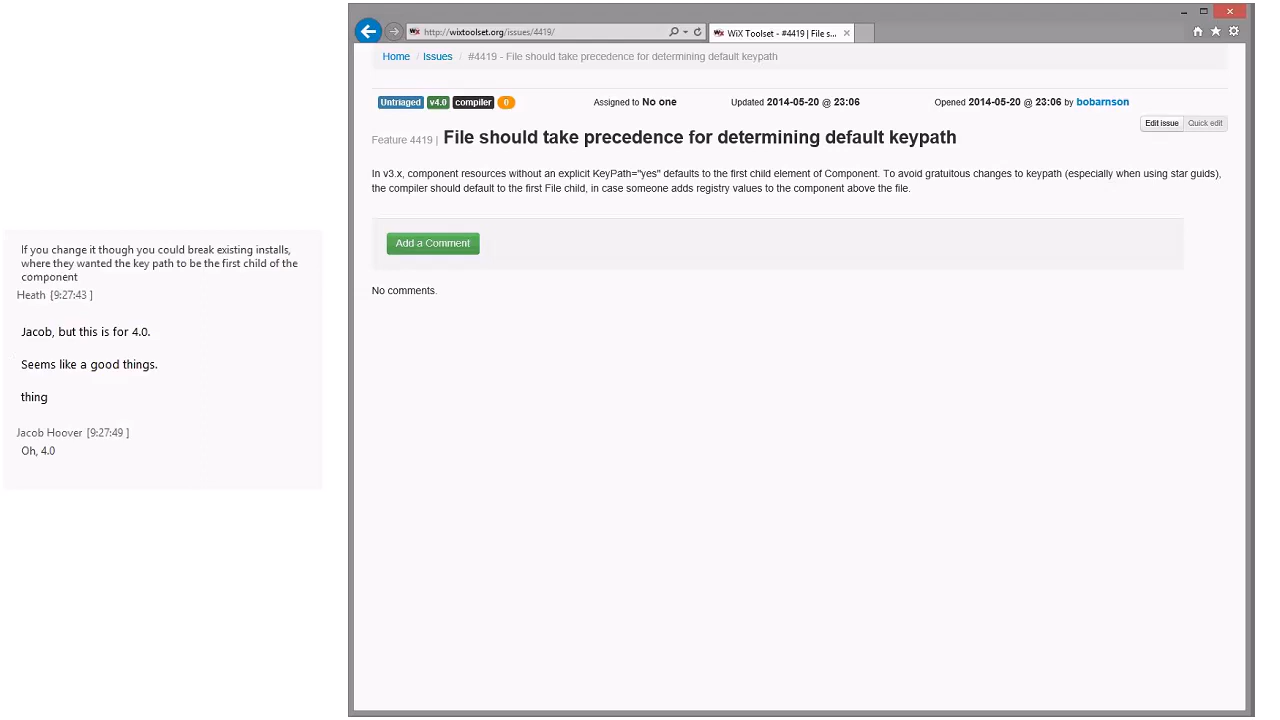 If you change it though you could break existing installs,
where they wanted the key path to be the first child of the
component
Heath [9:27:43 ]
Jacob, but this is for 4.0.
Seems like a good things.
thing
Jacob Hoover [9:27:49 ]
Oh, 4.0
http://wixtoolset.org/issues/4419/
WiX Toolset - #4419 | File s...
Home / Issues / #4419 - File should take precedence for determining default keypath
Untriaged v4.0 compiler 0 Assigned to No one Updated 2014-05-20 @ 23:06 Opened 2014-05-20 @ 23:06 by bobarnson
Edit issue Quick edit
Feature 4419 | File should take precedence for determining default keypath
In v3.x, component resources without an explicit KeyPath="yes" defaults to the first child element of Component. To avoid gratuitous changes to keypath (especially when using star guids),
the compiler should default to the first File child, in case someone adds registry values to the component above the file.
Add a Comment
No comments.